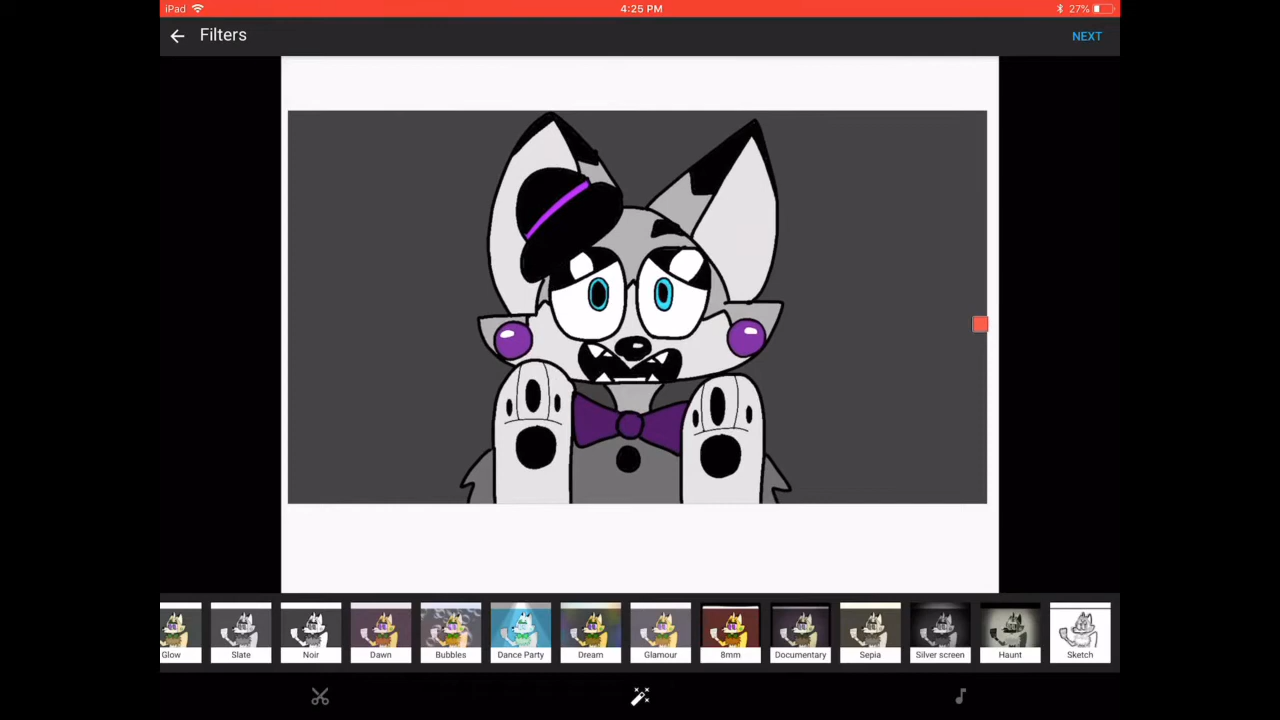 iPad 4:25 PM 27%
Filters NEXT
Glow Slate Noir Dawn Bubbles Dance Party Dream Glamour 8mm Documentary Sepia Silver screen Haunt Sketch